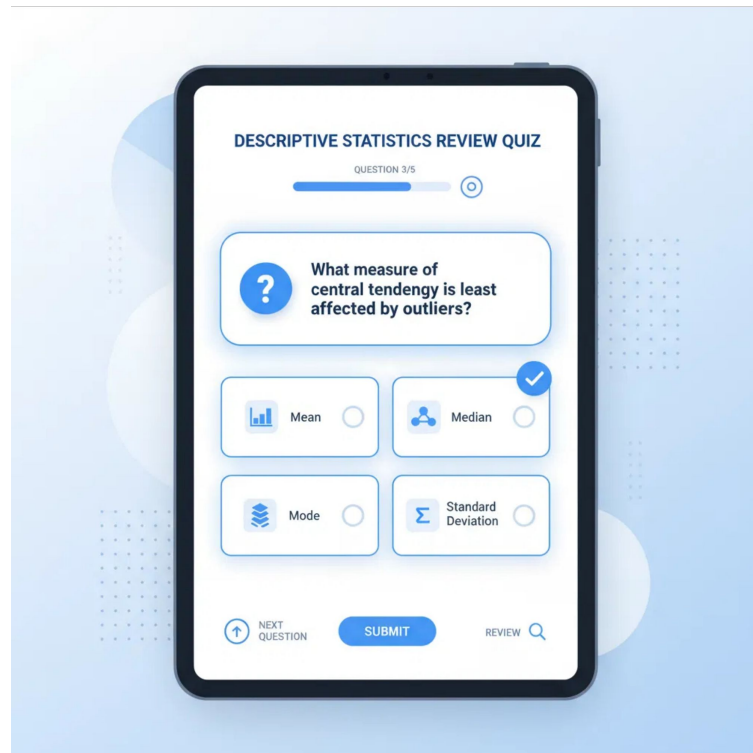 DESCRIPTIVE STATISTICS REVIEW QUIZ
QUESTION 3/5
?
What measure of
central tendengy is least
affected by outliers?
Mean
Median
Mode
Σ
Standard
Deviation
NEXT
QUESTION
SUBMIT
REVIEW